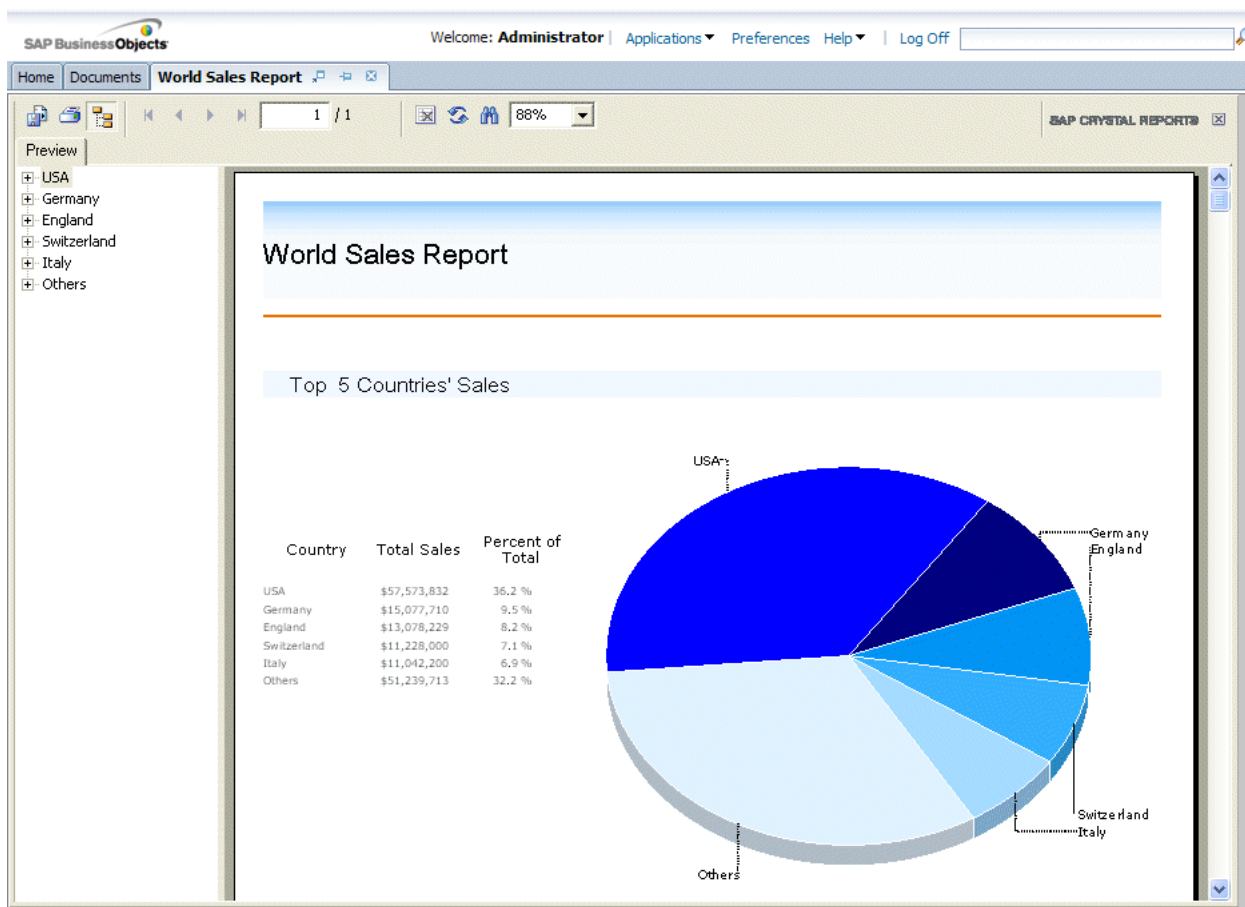 SAP BusinessObjects
Welcome: Administrator | Applications Preferences Help | Log Off
Home Documents World Sales Report
1 / 1 88%
SAP CRYSTAL REPORTS
Preview
USA
Germany
England
Switzerland
Italy
Others
World Sales Report
Top 5 Countries' Sales
Country Total Sales Percent of Total
USA $57,573,832 36.2 %
Germany $15,077,710 9.5 %
England $13,078,229 8.2 %
Switzerland $11,228,000 7.1 %
Italy $11,042,200 6.9 %
Others $51,239,713 32.2 %
USA
Germany
England
Switzerland
Italy
Others